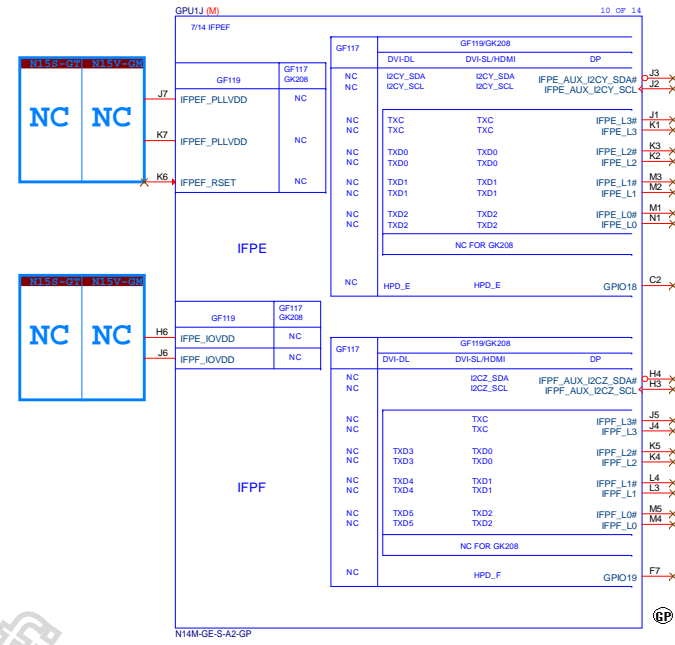 GPU1J (M) 10 OF 14
7/14 IFPEF
N15S-GT N15V-GM
NC NC
GF119 GF117 GK208
J7 IFPEF_PLLVDD NC
K7 IFPEF_PLLVDD NC
K6 IFPEF_RSET NC
GF117 GF119/GK208
DVI-DL DVI-SL/HDMI DP
NC I2CY_SDA I2CY_SDA IFPE_AUX_I2CY_SDA# J3
NC I2CY_SCL I2CY_SCL IFPE_AUX_I2CY_SCL J2
NC TXC TXC IFPE_L3# J1
NC TXC TXC IFPE_L3 K1
NC TXD0 TXD0 IFPE_L2# K3
NC TXD0 TXD0 IFPE_L2 K2
NC TXD1 TXD1 IFPE_L1# M3
NC TXD1 TXD1 IFPE_L1 M2
NC TXD2 TXD2 IFPE_L0# M1
NC TXD2 TXD2 IFPE_L0 N1
IFPE
NC FOR GK208
NC HPD_E HPD_E GPIO18 C2
N15S-GT N15V-GM
NC NC
GF119 GF117 GK208
H6 IFPE_IOVDD NC
J6 IFPF_IOVDD NC
GF117 GF119/GK208
DVI-DL DVI-SL/HDMI DP
NC I2CZ_SDA IFPF_AUX_I2CZ_SDA# H4
NC I2CZ_SCL IFPF_AUX_I2CZ_SCL H3
NC TXC IFPF_L3# J5
NC TXC IFPF_L3 J4
NC TXD3 TXD0 IFPF_L2# K5
NC TXD3 TXD0 IFPF_L2 K4
NC TXD4 TXD1 IFPF_L1# L4
NC TXD4 TXD1 IFPF_L1 L3
IFPF
NC TXD5 TXD2 IFPF_L0# M5
NC TXD5 TXD2 IFPF_L0 M4
NC FOR GK208
NC HPD_F GPIO19 F7
GP
N14M-GE-S-A2-GP